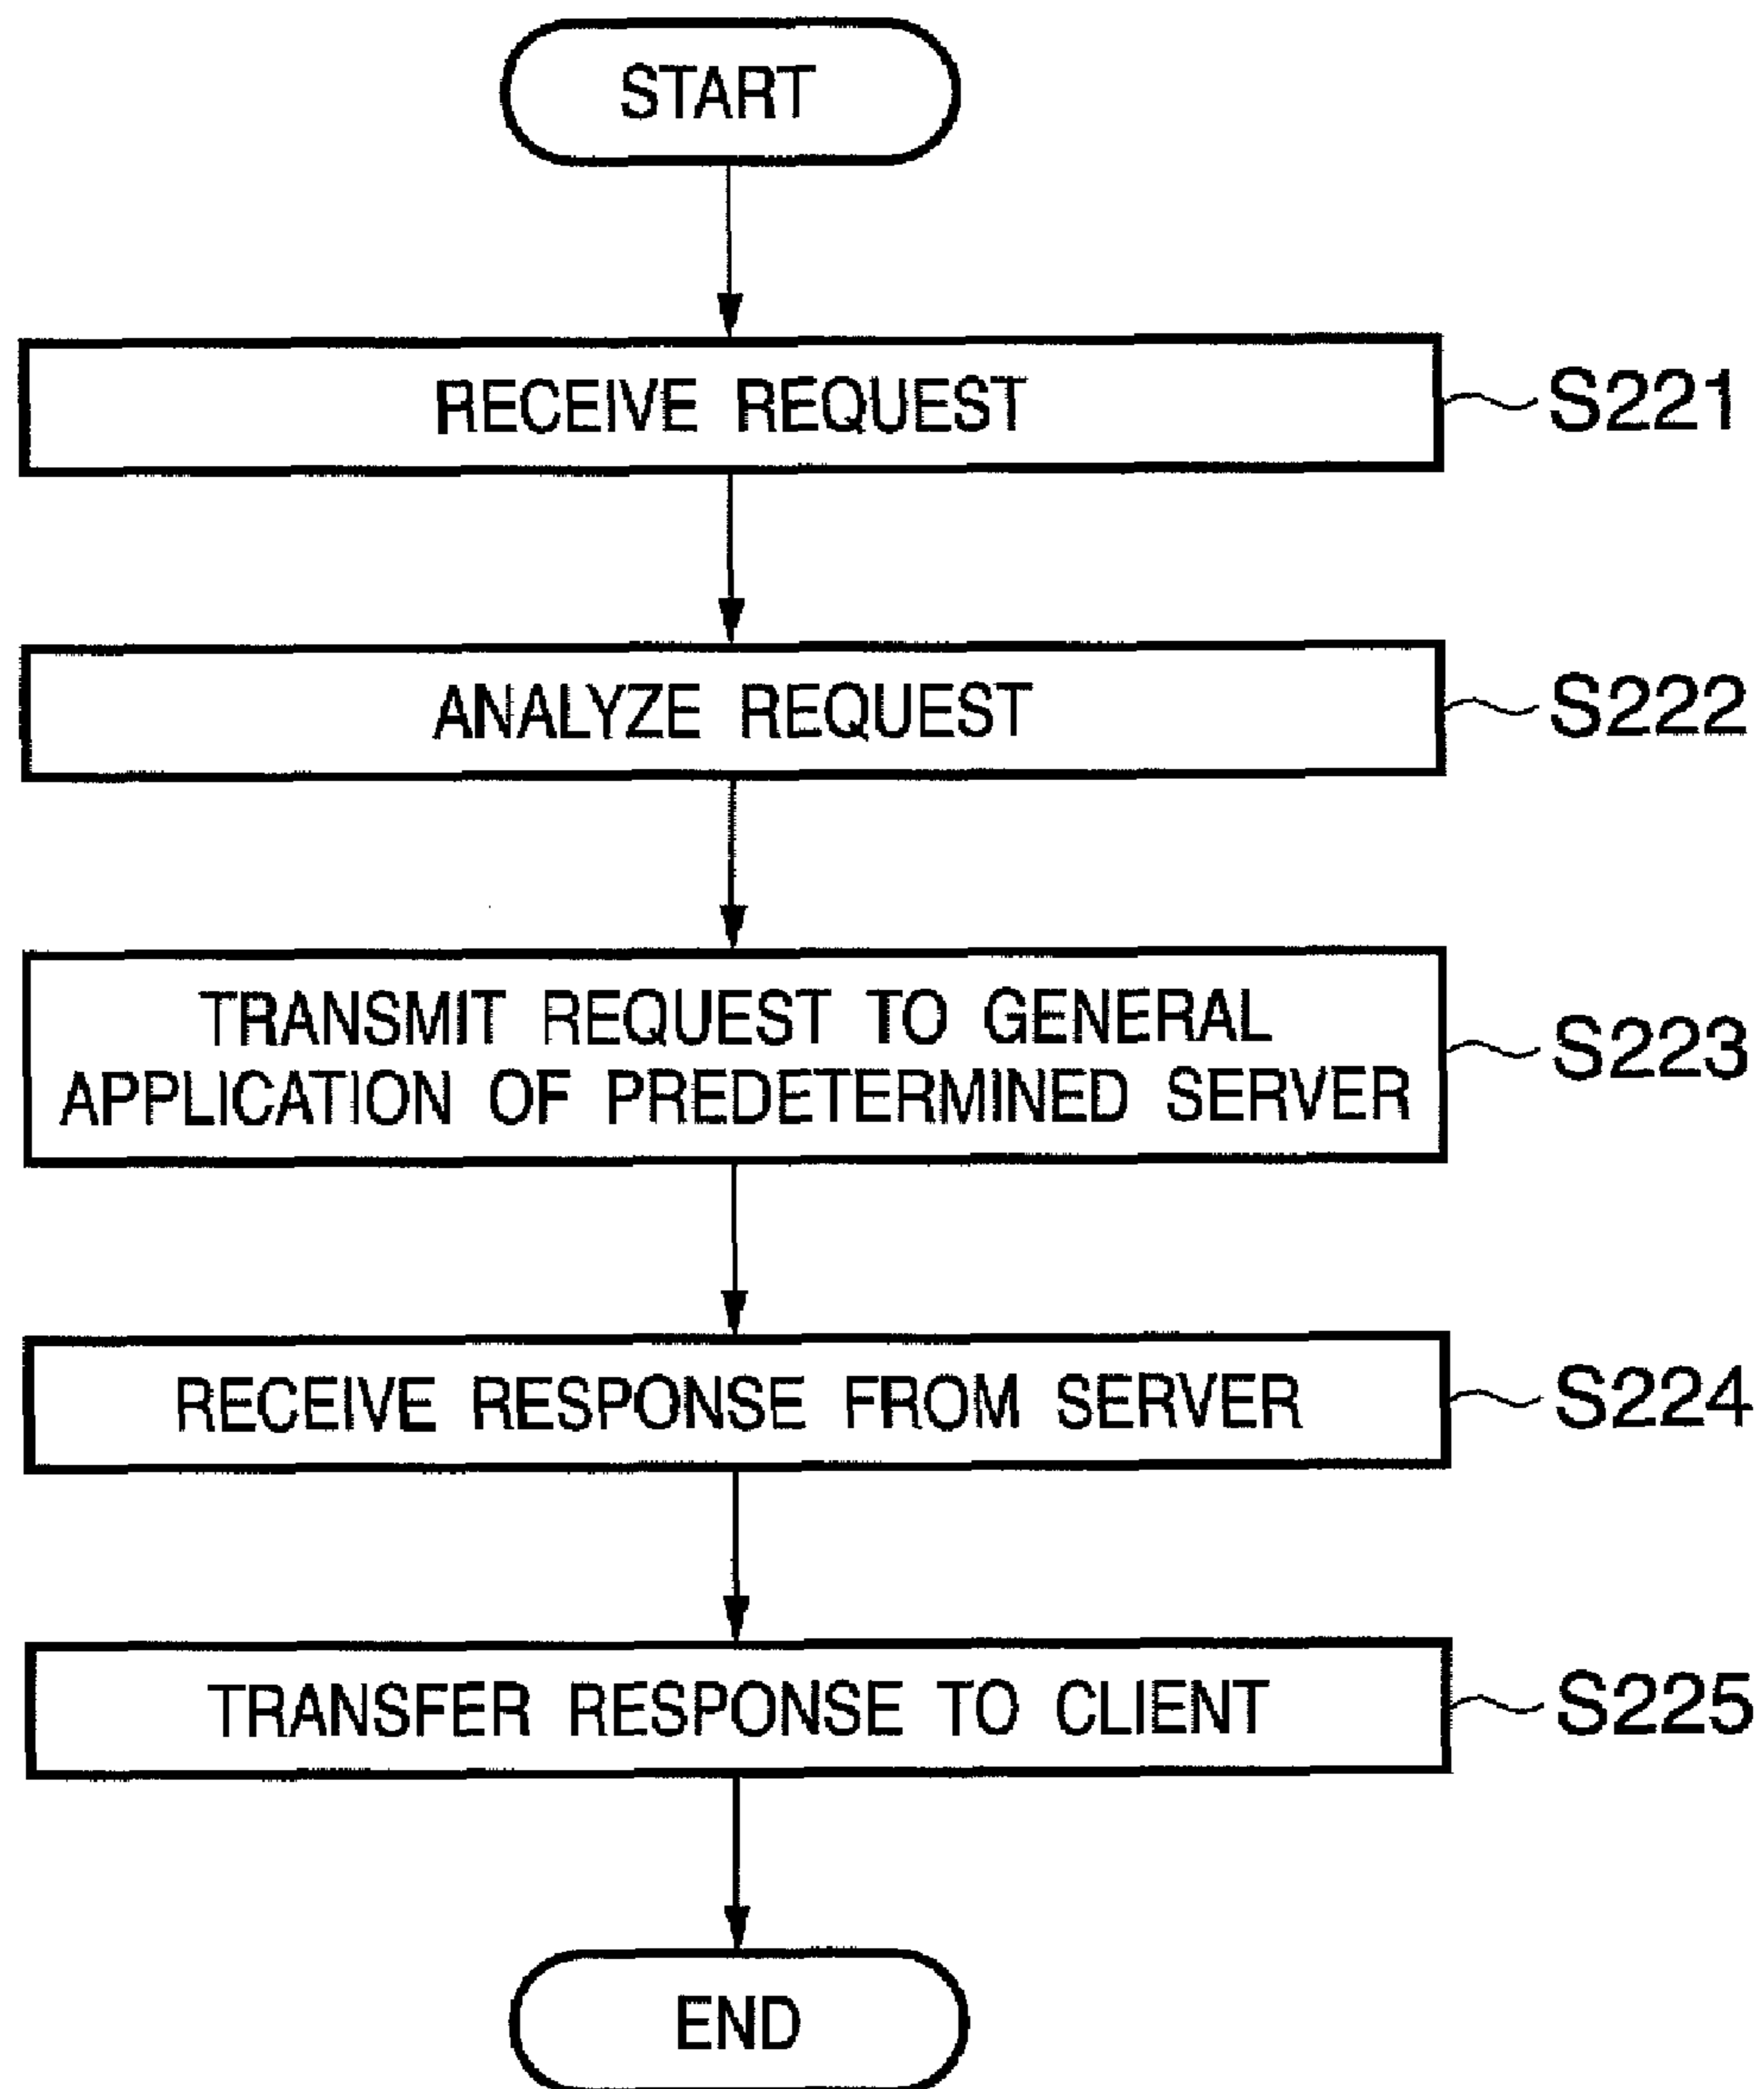 START
RECEIVE REQUEST
S221
ANALYZE REQUEST
S222
TRANSMIT REQUEST TO GENERAL
APPLICATION OF PREDETERMINED SERVER
S223
RECEIVE RESPONSE FROM SERVER
S224
TRANSFER RESPONSE TO CLIENT
S225
END